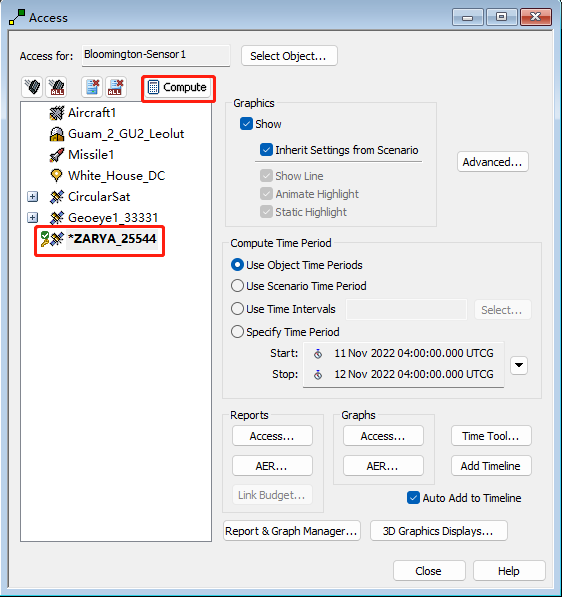 Access
Access for: Bloomington-Sensor1 Select Object...
ALL ALL Compute
Aircraft1
Guam_2_GU2_Leolut
Missile1
White_House_DC
CircularSat
Geoeye1_33331
*ZARYA_25544
Graphics
Show
Inherit Settings from Scenario
Show Line
Animate Highlight
Static Highlight
Advanced...
Compute Time Period
Use Object Time Periods
Use Scenario Time Period
Use Time Intervals Select...
Specify Time Period
Start: 11 Nov 2022 04:00:00.000 UTCG
Stop: 12 Nov 2022 04:00:00.000 UTCG
Reports
Access...
AER...
Link Budget...
Graphs
Access...
AER...
Time Tool...
Add Timeline
Auto Add to Timeline
Report & Graph Manager... 3D Graphics Displays...
Close Help